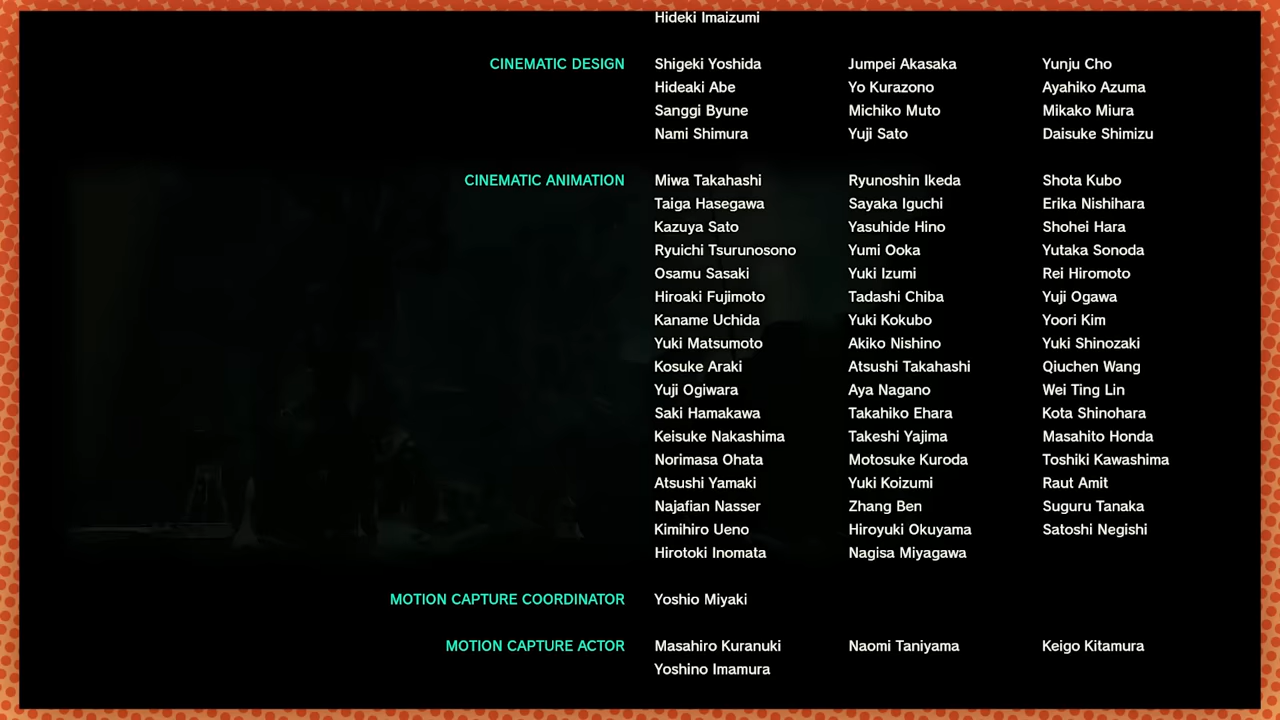 Hideki Imaizumi
CINEMATIC DESIGN Shigeki Yoshida Jumpei Akasaka Yunju Cho
Hideaki Abe Yo Kurazono Ayahiko Azuma
Sanggi Byune Michiko Muto Mikako Miura
Nami Shimura Yuji Sato Daisuke Shimizu
CINEMATIC ANIMATION Miwa Takahashi Ryunoshin Ikeda Shota Kubo
Taiga Hasegawa Sayaka Iguchi Erika Nishihara
Kazuya Sato Yasuhide Hino Shohei Hara
Ryuichi Tsurunosono Yumi Ooka Yutaka Sonoda
Osamu Sasaki Yuki Izumi Rei Hiromoto
Hiroaki Fujimoto Tadashi Chiba Yuji Ogawa
Kaname Uchida Yuki Kokubo Yoori Kim
Yuki Matsumoto Akiko Nishino Yuki Shinozaki
Kosuke Araki Atsushi Takahashi Qiuchen Wang
Yuji Ogiwara Aya Nagano Wei Ting Lin
Saki Hamakawa Takahiko Ehara Kota Shinohara
Keisuke Nakashima Takeshi Yajima Masahito Honda
Norimasa Ohata Motosuke Kuroda Toshiki Kawashima
Atsushi Yamaki Yuki Koizumi Raut Amit
Najafian Nasser Zhang Ben Suguru Tanaka
Kimihiro Ueno Hiroyuki Okuyama Satoshi Negishi
Hirotoki Inomata Nagisa Miyagawa
MOTION CAPTURE COORDINATOR Yoshio Miyaki
MOTION CAPTURE ACTOR Masahiro Kuranuki Naomi Taniyama Keigo Kitamura
Yoshino Imamura